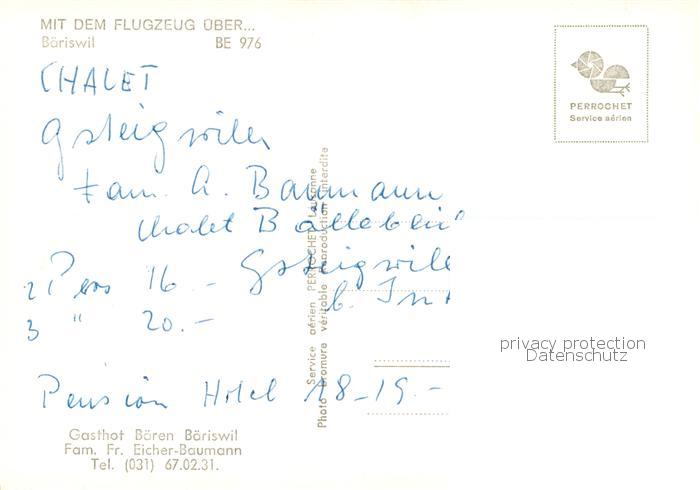 MIT DEM FLUGZEUG ÜBER...
Bäriswil BE 976
CHALET
Gsteigwiler
Fam. A. Baumann
Chalet
2 Pers 16.- Gsteigwile
b. Int
3 " 20.-
Pension Hotel 18-19.-
Gasthof Bären Bäriswil
Fam. Fr. Eicher-Baumann
Tel. (031) 67.02.31.
Service aérien PERROCHET Lausanne
Photo bromure véritable Reproduction interdite
PERROCHET
Service aérien
privacy protection
Datenschutz